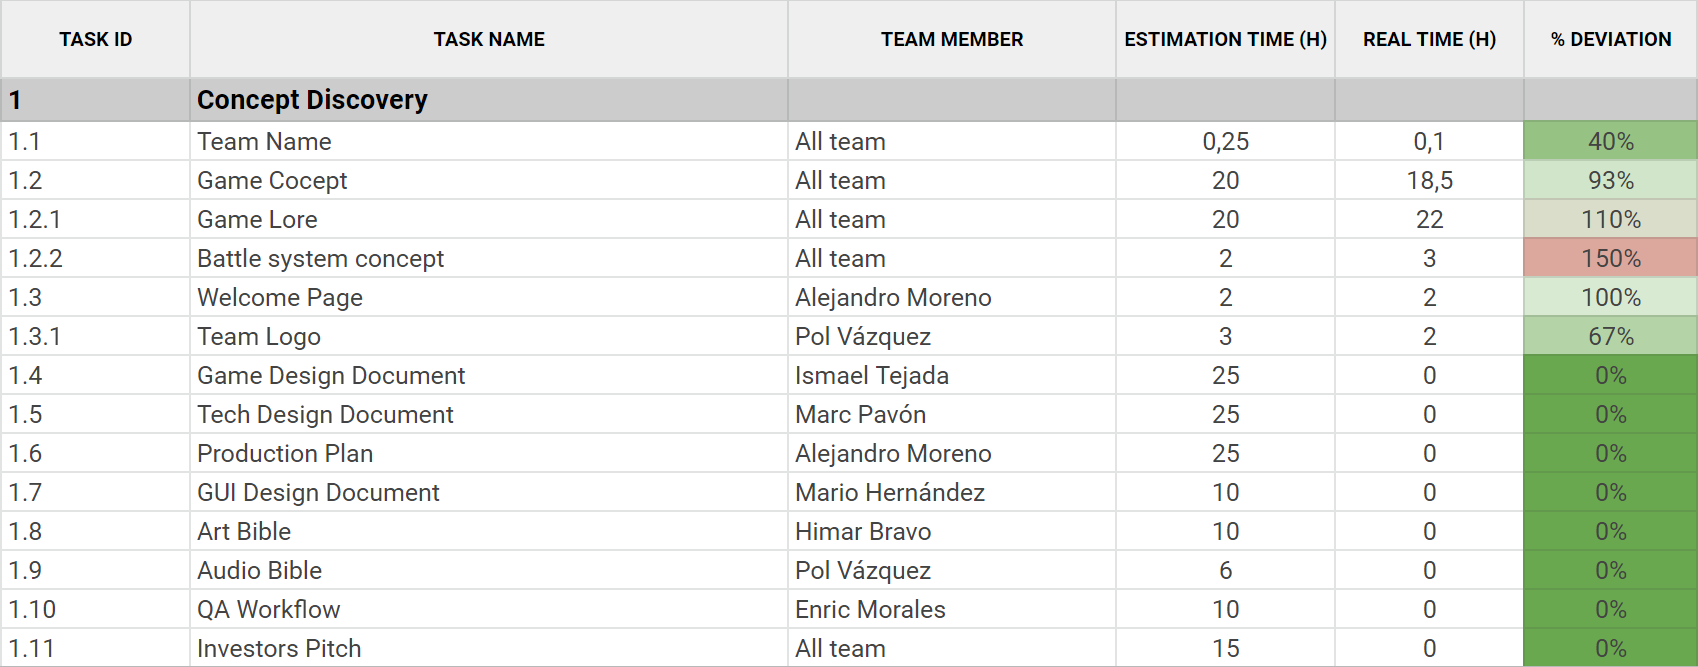 TASK ID TASK NAME TEAM MEMBER ESTIMATION TIME (H) REAL TIME (H) % DEVIATION
1 Concept Discovery
1.1 Team Name All team 0,25 0,1 40%
1.2 Game Cocept All team 20 18,5 93%
1.2.1 Game Lore All team 20 22 110%
1.2.2 Battle system concept All team 2 3 150%
1.3 Welcome Page Alejandro Moreno 2 2 100%
1.3.1 Team Logo Pol Vázquez 3 2 67%
1.4 Game Design Document Ismael Tejada 25 0 0%
1.5 Tech Design Document Marc Pavón 25 0 0%
1.6 Production Plan Alejandro Moreno 25 0 0%
1.7 GUI Design Document Mario Hernández 10 0 0%
1.8 Art Bible Himar Bravo 10 0 0%
1.9 Audio Bible Pol Vázquez 6 0 0%
1.10 QA Workflow Enric Morales 10 0 0%
1.11 Investors Pitch All team 15 0 0%